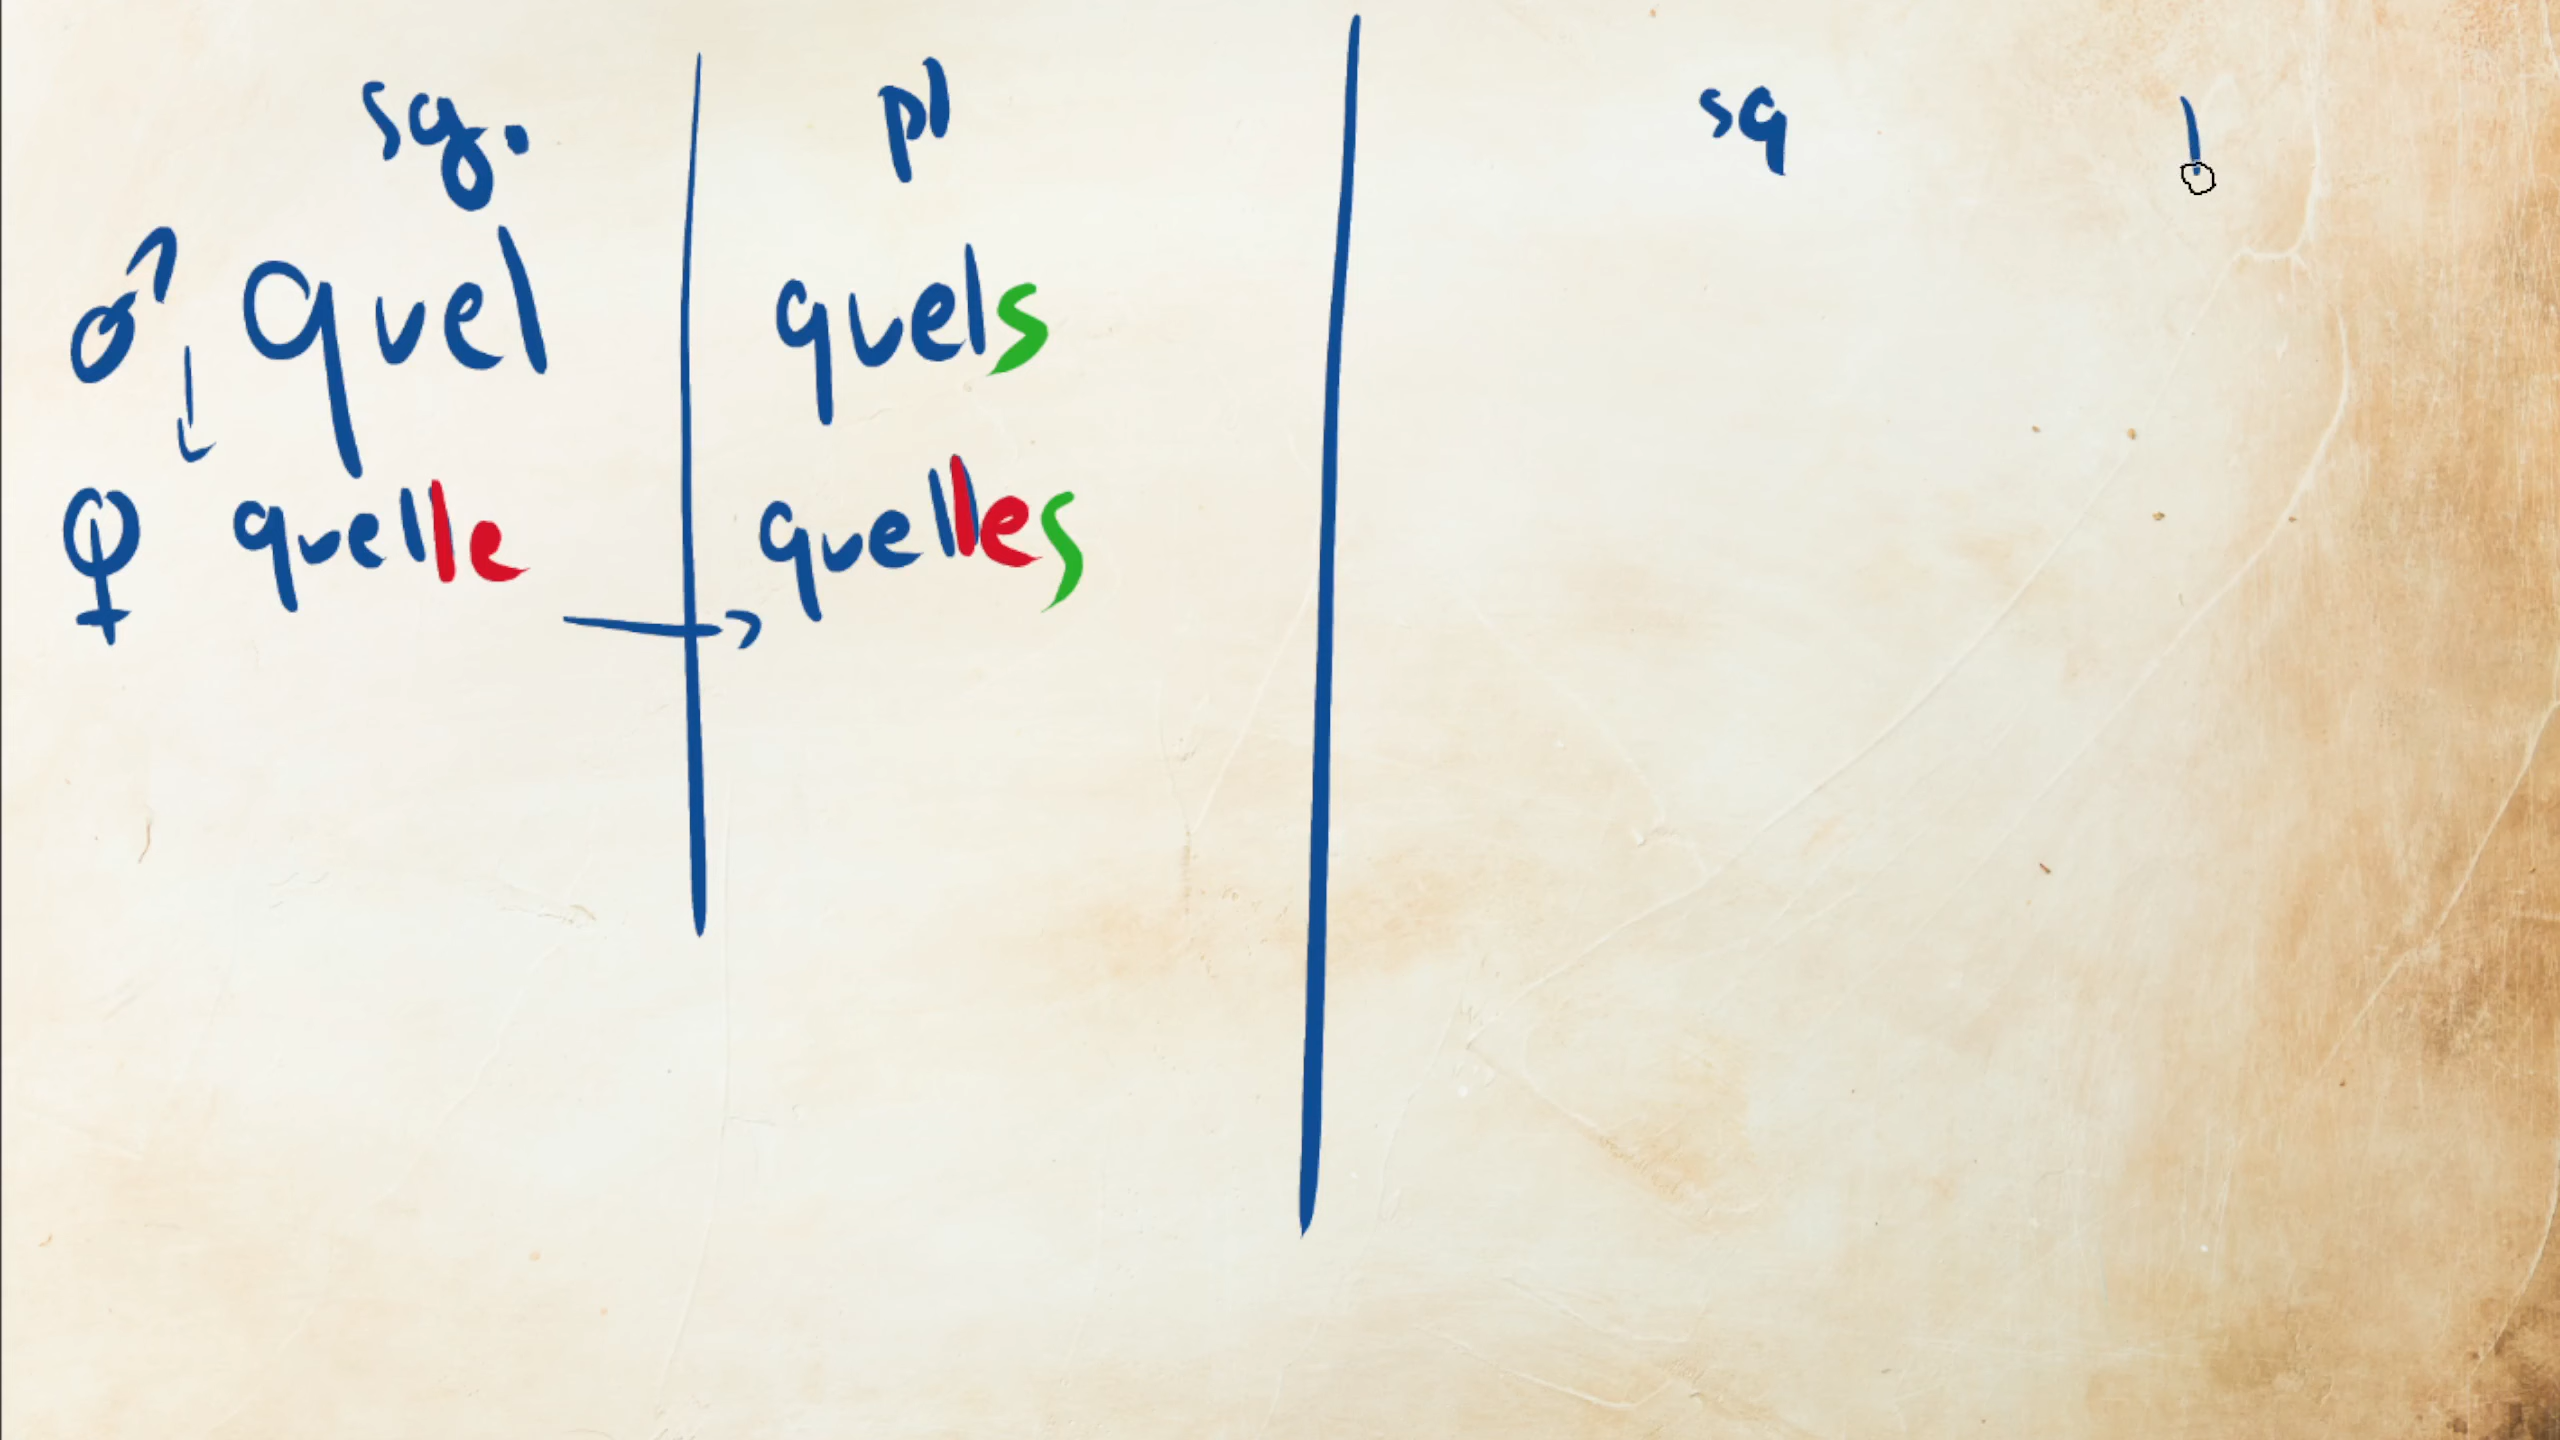 sg. pl sg
♂ quel quels
♀ quelle → quelles